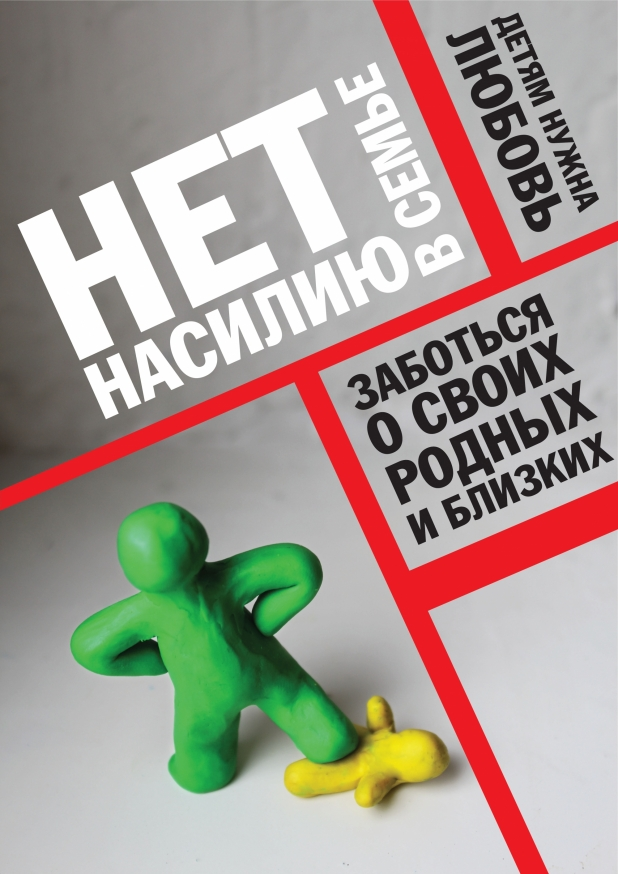 НЕТ
НАСИЛИЮ
В СЕМЬЕ
ДЕТЯМ НУЖНА
ЛЮБОВЬ
ЗАБОТЬСЯ
О СВОИХ
РОДНЫХ
И БЛИЗКИХ